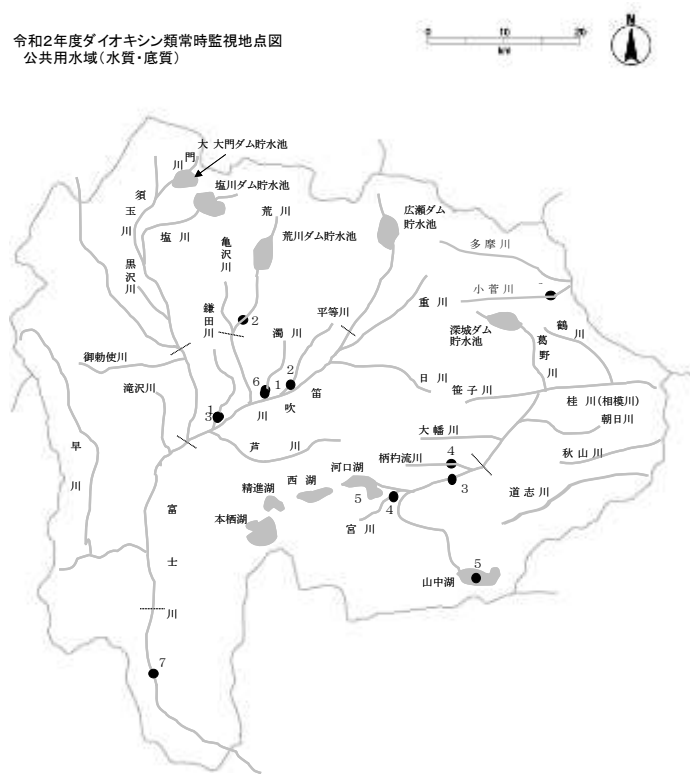 令和2年度ダイオキシン類常時監視地点図
公共用水域(水質・底質)
0
10
20
km
N
大門川
大 大門ダム貯水池
塩川ダム貯水池
須玉川
塩川
黒沢川
亀沢川
荒川
荒川ダム貯水池
広瀬ダム
貯水池
多摩川
小菅川
鎌田川
2
濁川
平等川
重川
深城ダム
貯水池
葛野川
鶴川
御勅使川
滝沢川
6
1
2
笛吹川
日川
笹子川
桂川(相模川)
朝日川
1
3
早川
芦川
大幡川
柄杓流川
4
秋山川
精進湖
西湖
河口湖
5
4
3
道志川
本栖湖
宮川
富士川
山中湖
5
7